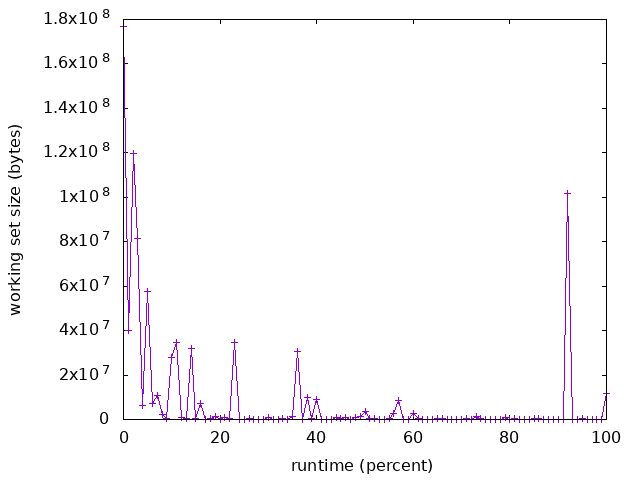 1.8x10^8
1.6x10^8
1.4x10^8
1.2x10^8
1x10^8
8x10^7
6x10^7
4x10^7
2x10^7
0
0 20 40 60 80 100
working set size (bytes)
runtime (percent)